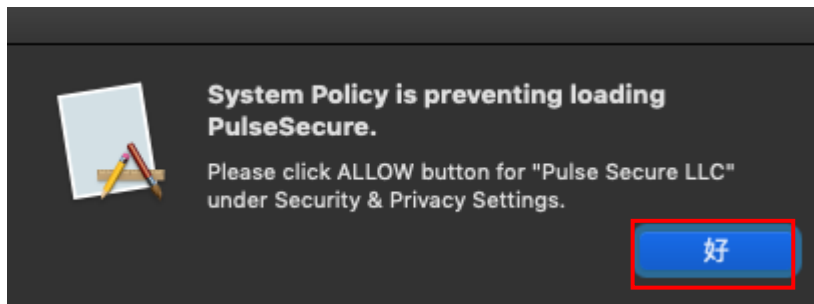 System Policy is preventing loading
PulseSecure.
Please click ALLOW button for "Pulse Secure LLC"
under Security & Privacy Settings.
好